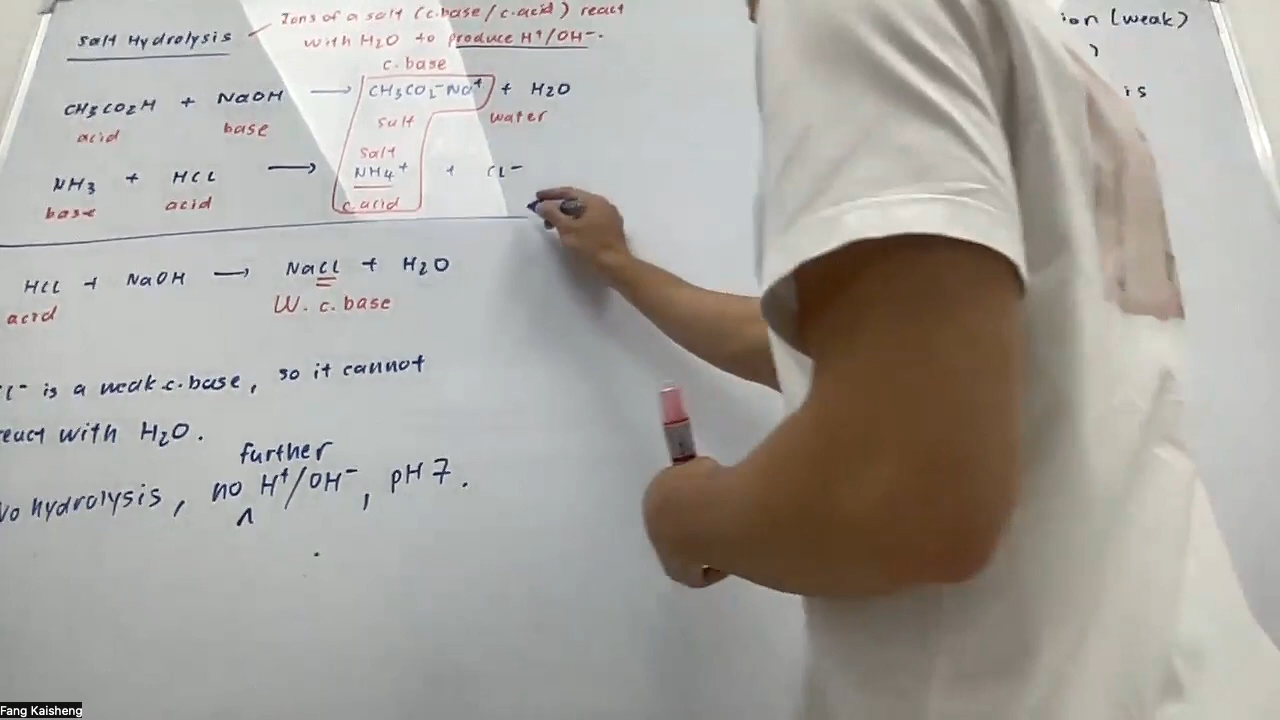 Salt Hydrolysis
Ions of a salt (c.base/c.acid) react
with H2O to produce H+/OH-.
c.base
CH3CO2H + NaOH ⟶ CH3CO2-Na+ + H2O
acid base salt water
salt
NH3 + HCl ⟶ NH4+ + Cl-
base acid c.acid
HCl + NaOH ⟶ NaCl + H2O
acid W. c.base
Cl- is a weak c.base, so it cannot
react with H2O.
further
No hydrolysis, no ^ H+/OH-, pH 7.
ion (weak)
)
is
Fang Kaisheng